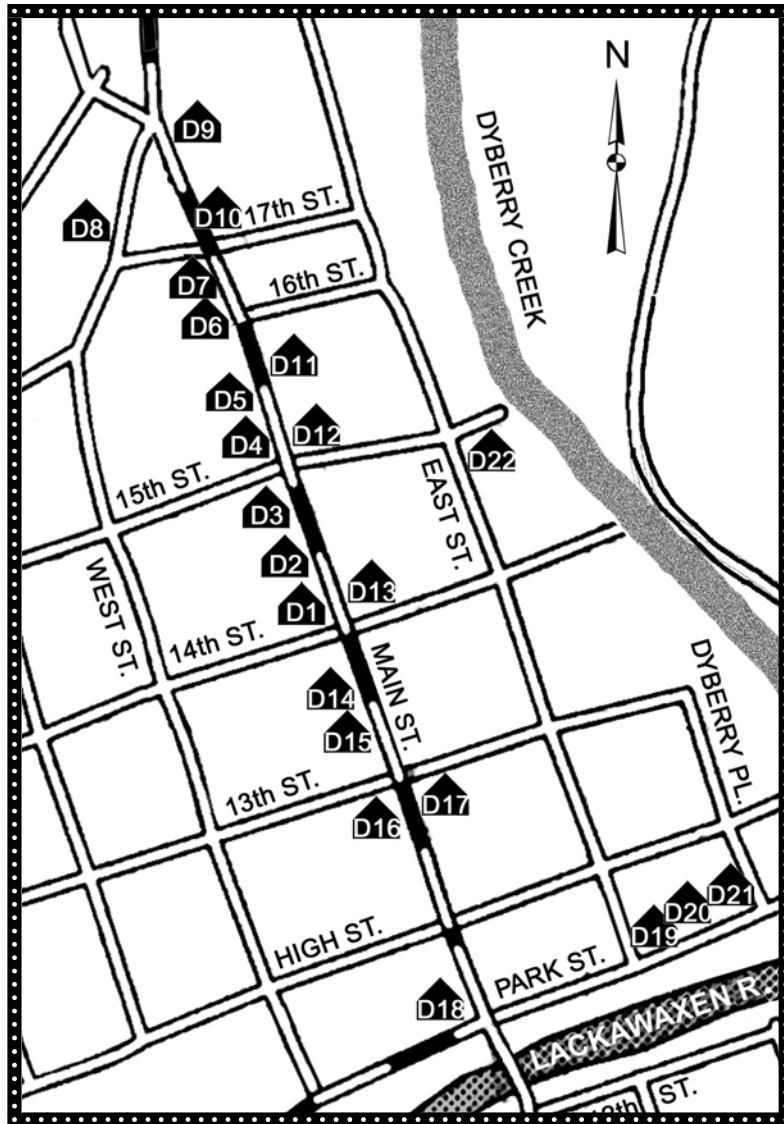 N
D9
D8
D10
17th ST.
DYBERRY CREEK
D7
16th ST.
D6
D11
D5
D12
D4
D22
15th ST.
D3
EAST ST.
D2
WEST ST.
D13
D1
14th ST.
MAIN ST.
D14
DYBERRY PL.
D15
13th ST.
D17
D16
D21
D20
D19
HIGH ST.
PARK ST.
D18
LACKAWAXEN R.
ST.